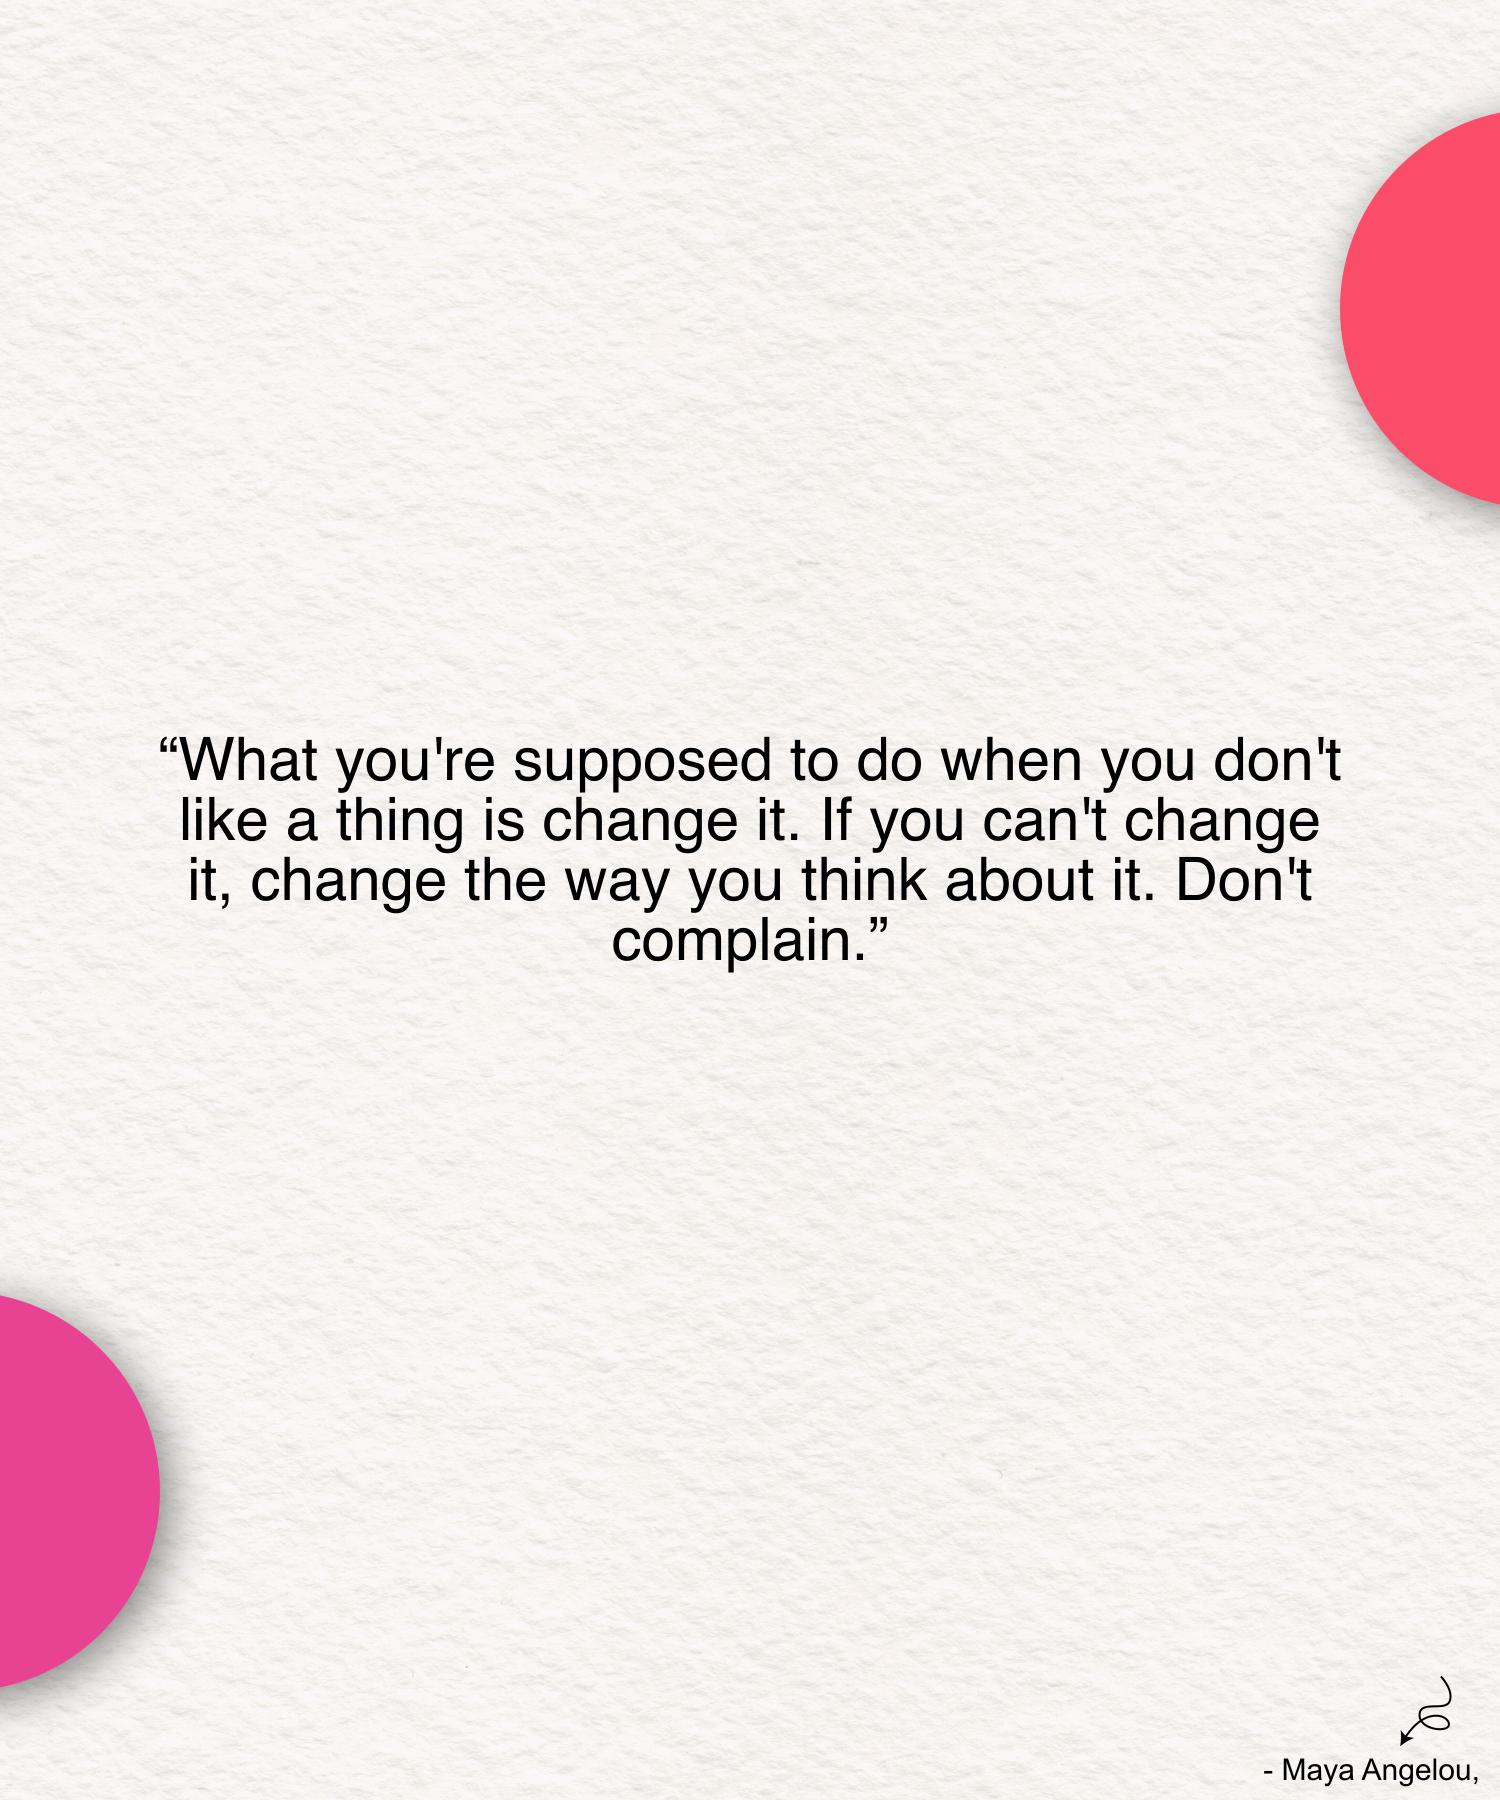 “What you're supposed to do when you don't
like a thing is change it. If you can't change
it, change the way you think about it. Don't
complain.”
- Maya Angelou,